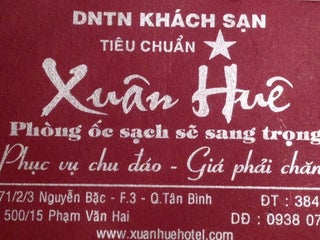 DNTN KHÁCH SẠN
TIÊU CHUẨN
Xuân Huê
Phòng ốc sạch sẽ sang trọng
Phục vụ chu đáo - Giá phải chăn
71/2/3 Nguyễn Bặc - F.3 - Q.Tân Bình ĐT : 384
500/15 Phạm Văn Hai DĐ : 0938 07
www.xuanhuehotel.com